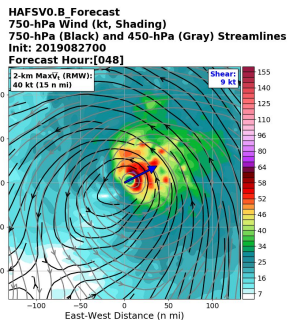 HAFSV0.B_Forecast
750-hPa Wind (kt, Shading)
750-hPa (Black) and 450-hPa (Gray) Streamlines
Init: 2019082700
Forecast Hour:[048]
2-km Max V̅t (RMW):
40 kt (15 n mi)
Shear:
9 kt
155
140
125
110
96
80
64
58
52
46
40
34
25
16
7
−100 −50 0 50 100
East-West Distance (n mi)